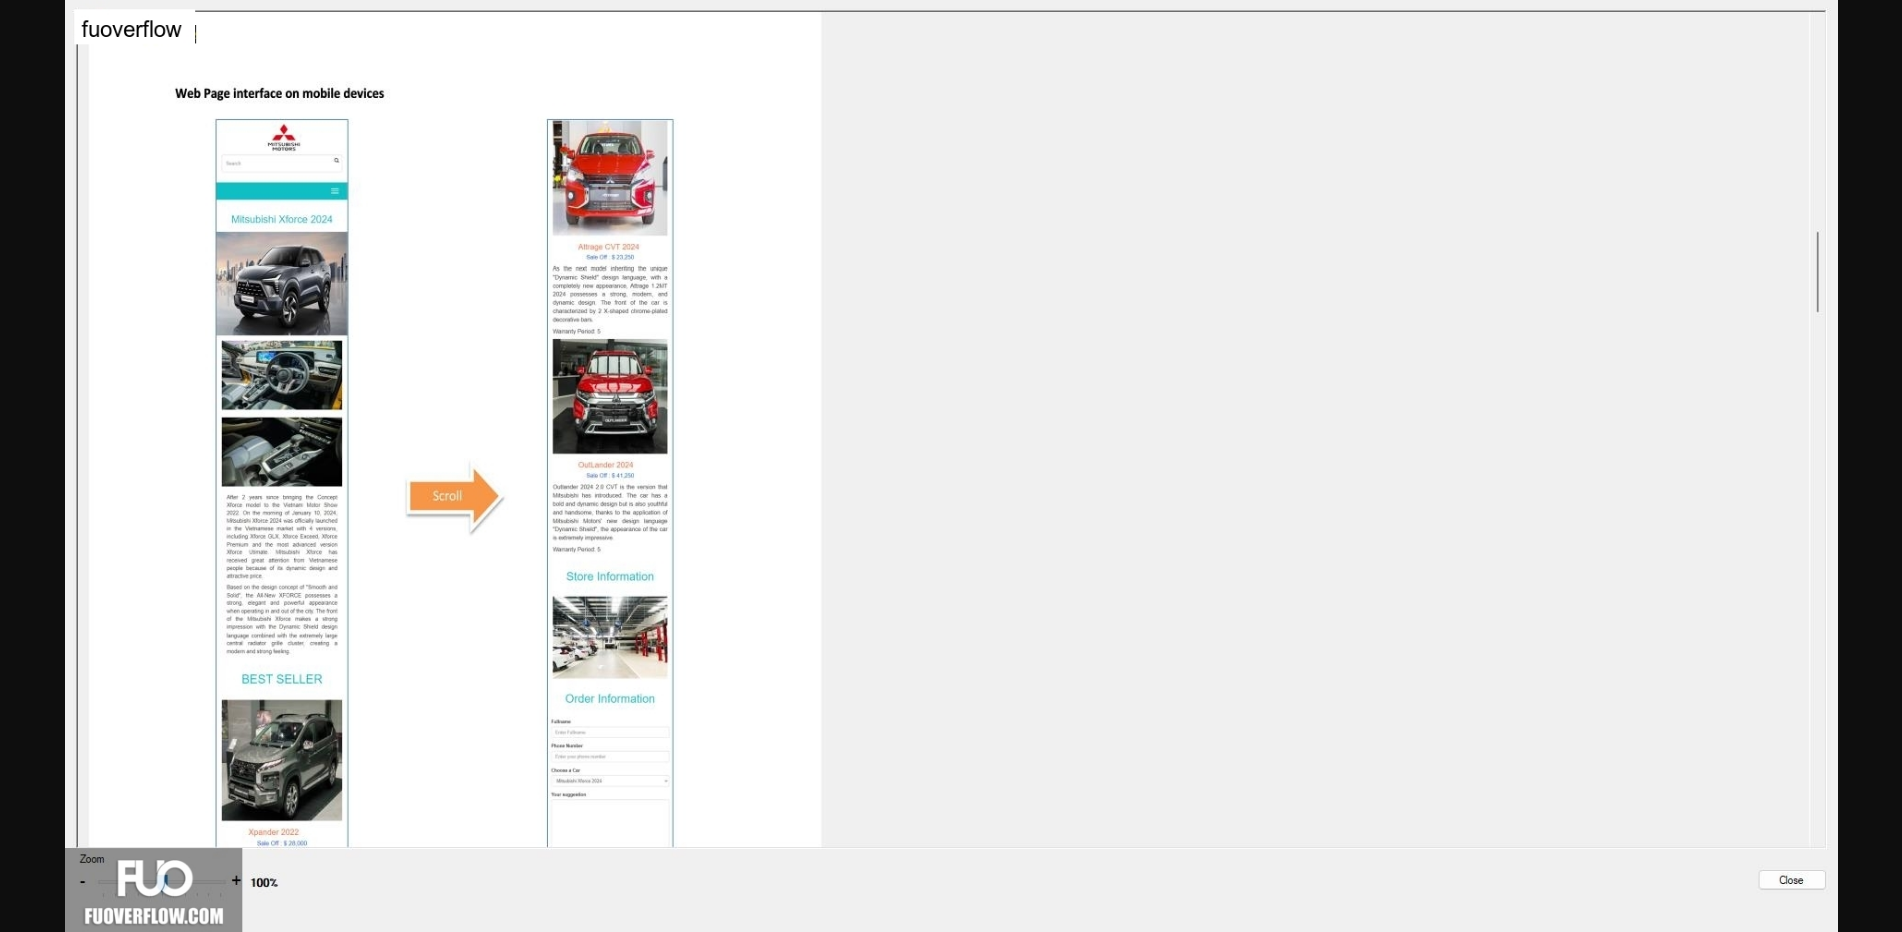 fuoverflow
Web Page interface on mobile devices
MITSUBISHI
MOTORS
Search
Mitsubishi Xforce 2024
After 2 years since bringing the Concept
Xforce model to the Vietnam Motor Show
2022. On the morning of January 10, 2024,
Mitsubishi Xforce 2024 was officially launched
in the Vietnamese market with 4 versions,
including Xforce GLX, Xforce Exceed, Xforce
Premium and the most advanced version
Xforce Ultimate. Mitsubishi Xforce has
received great attention from Vietnamese
people because of its dynamic design and
attractive price.
Based on the design concept of "Smooth and
Solid", the All-New XFORCE possesses a
strong, elegant and powerful appearance
when operating in and out of the city. The front
of the Mitsubishi Xforce makes a strong
impression with the Dynamic Shield design
language combined with the extremely large
central radiator grille cluster, creating a
modern and strong feeling.
BEST SELLER
Xpander 2022
Sale Off : $ 28,000
Scroll
Attrage CVT 2024
Sale Off : $ 23,250
As the next model inheriting the unique
"Dynamic Shield" design language, with a
completely new appearance, Attrage 1.2MT
2024 possesses a strong, modern, and
dynamic design. The front of the car is
characterized by 2 X-shaped chrome-plated
decorative bars.
Warranty Period: 5
OUTLANDER
OutLander 2024
Sale Off : $ 41,250
Outlander 2024 2.0 CVT is the version that
Mitsubishi has introduced. The car has a
bold and dynamic design but is also youthful
and handsome, thanks to the application of
Mitsubishi Motors' new design language
"Dynamic Shield", the appearance of the car
is extremely impressive.
Warranty Period: 5
Store Information
Order Information
Fullname
Enter Fullname
Phone Number
Enter your phone number
Choose a Car
Mitsubishi Xforce 2024
Your suggestion
Zoom
- + 100%
FUO
FUOVERFLOW.COM
Close